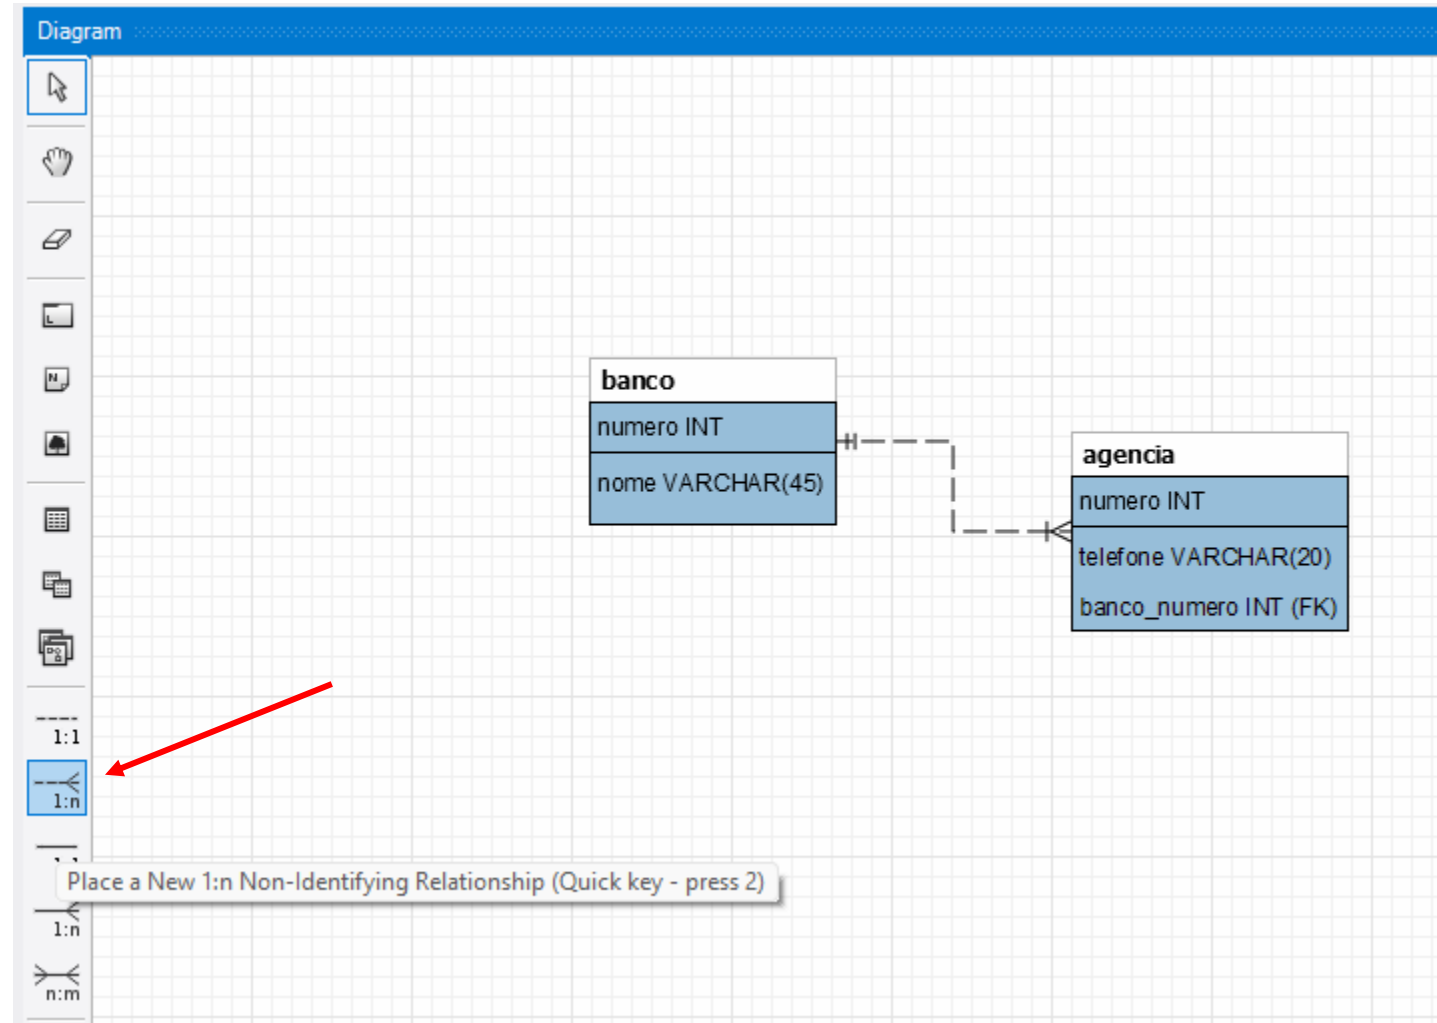 Diagram
L
N
banco
numero INT
nome VARCHAR(45)
agencia
numero INT
telefone VARCHAR(20)
banco_numero INT (FK)
1:1
1:n
Place a New 1:n Non-Identifying Relationship (Quick key - press 2)
1:n
n:m